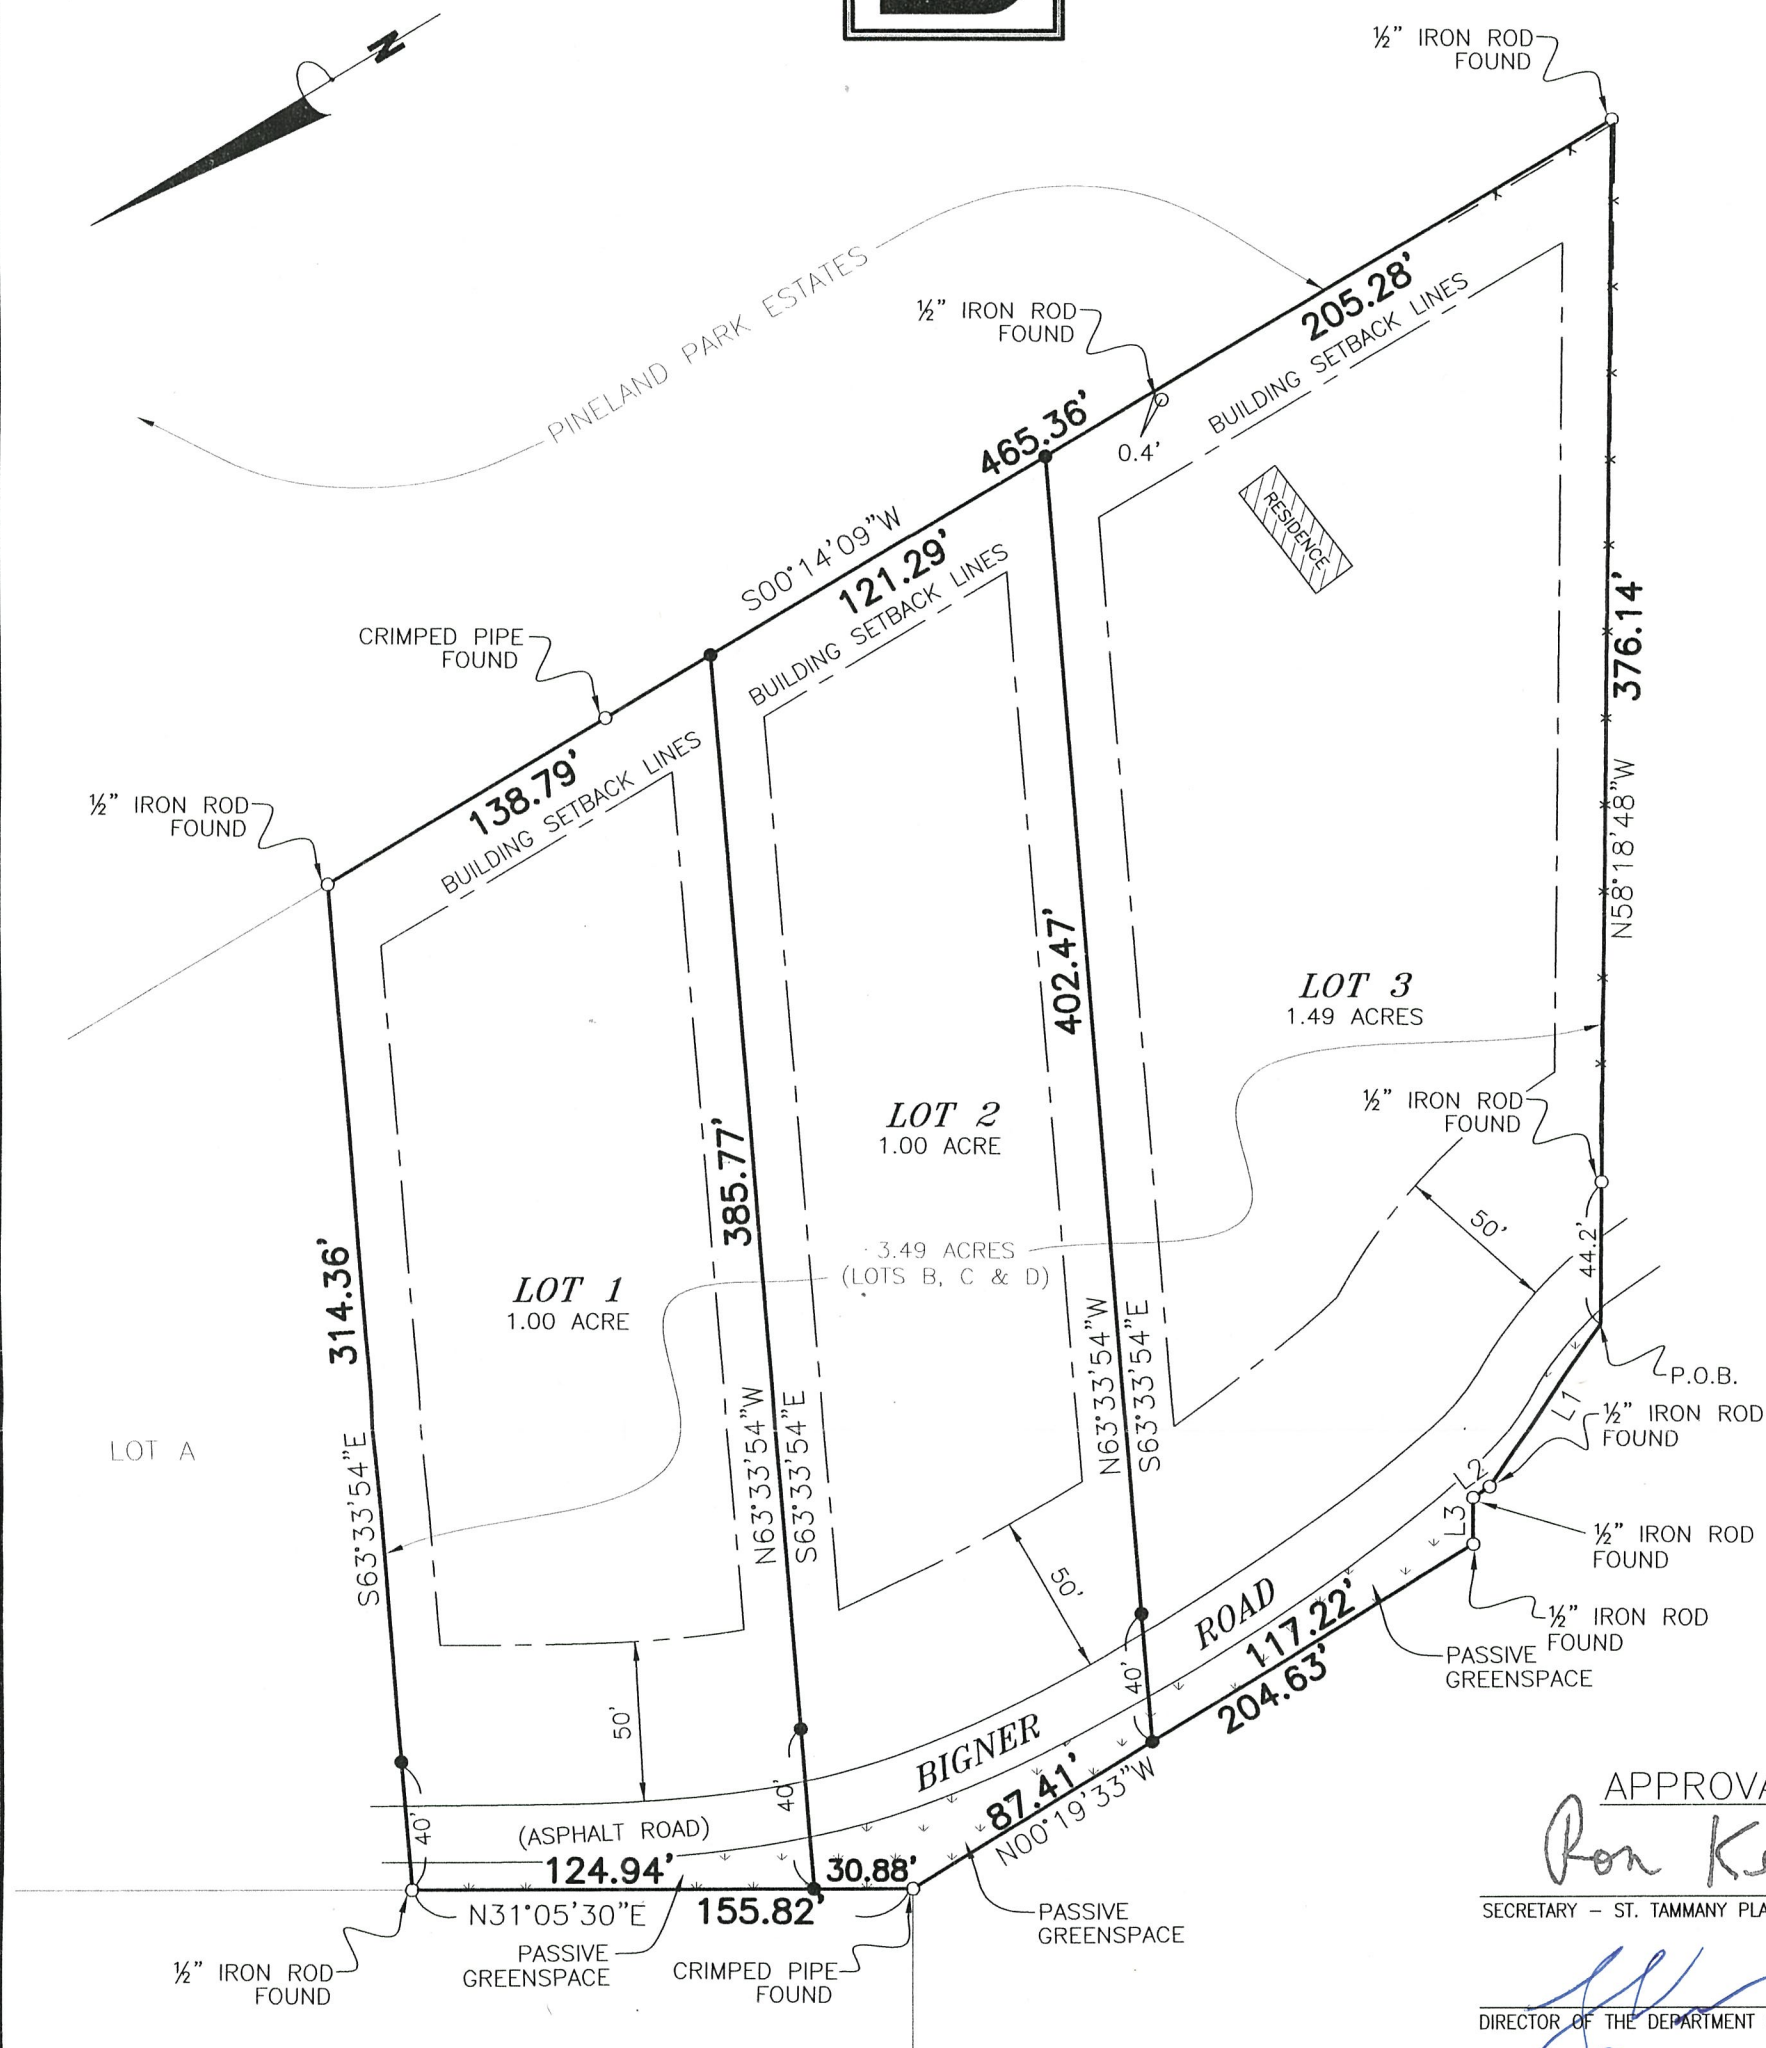 N
½" IRON ROD
FOUND
PINELAND PARK ESTATES
205.28'
BUILDING SETBACK LINES
½" IRON ROD
FOUND
465.36'
0.4'
RESIDENCE
S00°14'09"W
121.29'
BUILDING SETBACK LINES
376.14'
CRIMPED PIPE
FOUND
138.79'
BUILDING SETBACK LINES
½" IRON ROD
FOUND
N58°18'48"W
402.47'
LOT 3
1.49 ACRES
½" IRON ROD
FOUND
LOT 2
1.00 ACRE
385.77'
50'
44.2'
3.49 ACRES
(LOTS B, C & D)
LOT 1
1.00 ACRE
314.36'
N63°33'54"W
S63°33'54"E
P.O.B.
L1
½" IRON ROD
FOUND
LOT A
S63°33'54"E
N63°33'54"W
S63°33'54"E
L2
L3
½" IRON ROD
FOUND
50'
½" IRON ROD
FOUND
BIGNER ROAD
117.22'
204.63'
PASSIVE
GREENSPACE
40'
50'
40'
40'
87.41'
N00°19'33"W
(ASPHALT ROAD)
124.94'
30.88'
N31°05'30"E
155.82'
PASSIVE
GREENSPACE
PASSIVE
GREENSPACE
½" IRON ROD
FOUND
CRIMPED PIPE
FOUND
APPROVA
Ron Ke
SECRETARY – ST. TAMMANY PLA
DIRECTOR OF THE DEPARTMENT